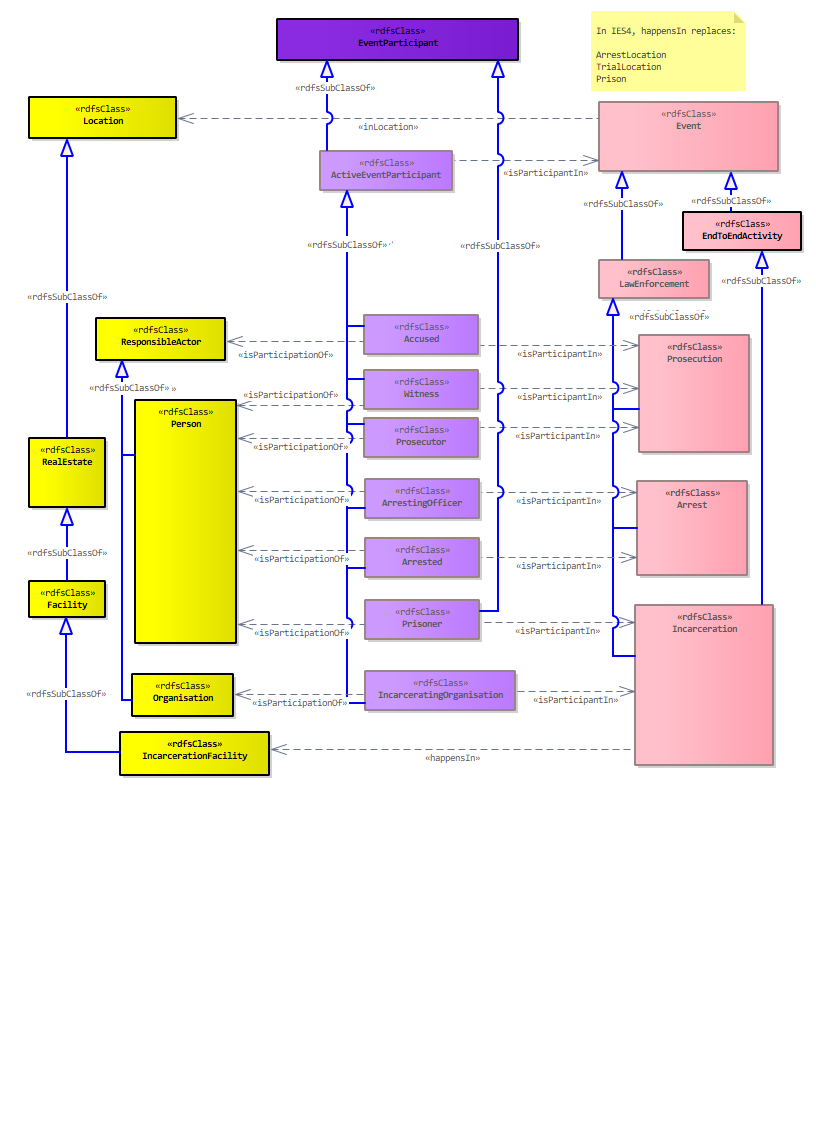 «rdfsClass»
EventParticipant
In IES4, happensIn replaces:
ArrestLocation
TrialLocation
Prison
«rdfsSubClassOf»
«rdfsClass»
Location
«rdfsClass»
Event
«inLocation»
«rdfsClass»
ActiveEventParticipant
«isParticipantIn»
«rdfsSubClassOf»
«rdfsSubClassOf»
«rdfsClass»
EndToEndActivity
«rdfsSubClassOf»
«rdfsSubClassOf»
«rdfsClass»
LawEnforcement
«rdfsSubClassOf»
«rdfsSubClassOf»
«rdfsSubClassOf»
«rdfsClass»
ResponsibleActor
«rdfsClass»
Accused
«isParticipationOf»
«isParticipantIn»
«rdfsClass»
Prosecution
«rdfsSubClassOf»
«isParticipationOf»
«rdfsClass»
Witness
«isParticipantIn»
«rdfsClass»
Person
«rdfsClass»
Prosecutor
«isParticipationOf»
«isParticipantIn»
«rdfsClass»
RealEstate
«rdfsClass»
ArrestingOfficer
«isParticipationOf»
«isParticipantIn»
«rdfsClass»
Arrest
«rdfsSubClassOf»
«rdfsClass»
Arrested
«isParticipationOf»
«isParticipantIn»
«rdfsClass»
Facility
«rdfsClass»
Prisoner
«isParticipationOf»
«isParticipantIn»
«rdfsClass»
Incarceration
«rdfsSubClassOf»
«rdfsClass»
Organisation
«isParticipationOf»
«rdfsClass»
IncarceratingOrganisation
«isParticipantIn»
«rdfsClass»
IncarcerationFacility
«happensIn»